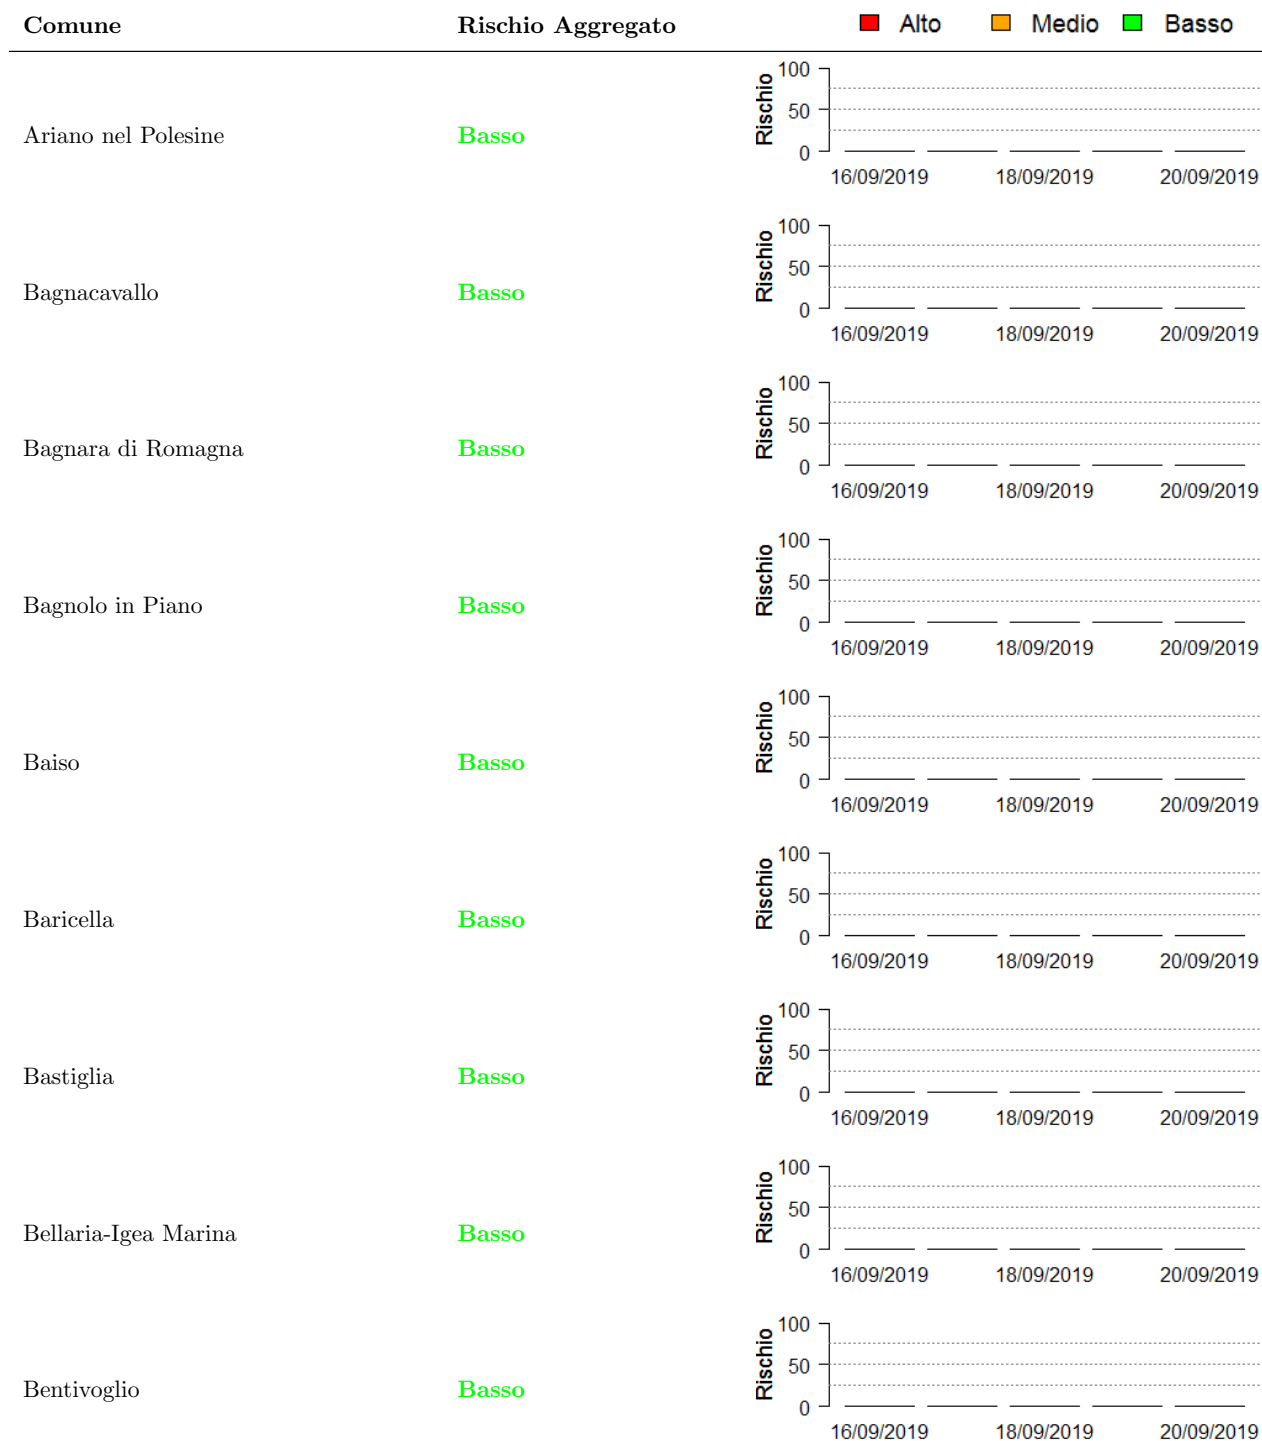 Comune Rischio Aggregato Alto Medio Basso
Ariano nel Polesine Basso Rischio 100 50 0
16/09/2019 18/09/2019 20/09/2019
Bagnacavallo Basso Rischio 100 50 0
16/09/2019 18/09/2019 20/09/2019
Bagnara di Romagna Basso Rischio 100 50 0
16/09/2019 18/09/2019 20/09/2019
Bagnolo in Piano Basso Rischio 100 50 0
16/09/2019 18/09/2019 20/09/2019
Baiso Basso Rischio 100 50 0
16/09/2019 18/09/2019 20/09/2019
Baricella Basso Rischio 100 50 0
16/09/2019 18/09/2019 20/09/2019
Bastiglia Basso Rischio 100 50 0
16/09/2019 18/09/2019 20/09/2019
Bellaria-Igea Marina Basso Rischio 100 50 0
16/09/2019 18/09/2019 20/09/2019
Bentivoglio Basso Rischio 100 50 0
16/09/2019 18/09/2019 20/09/2019